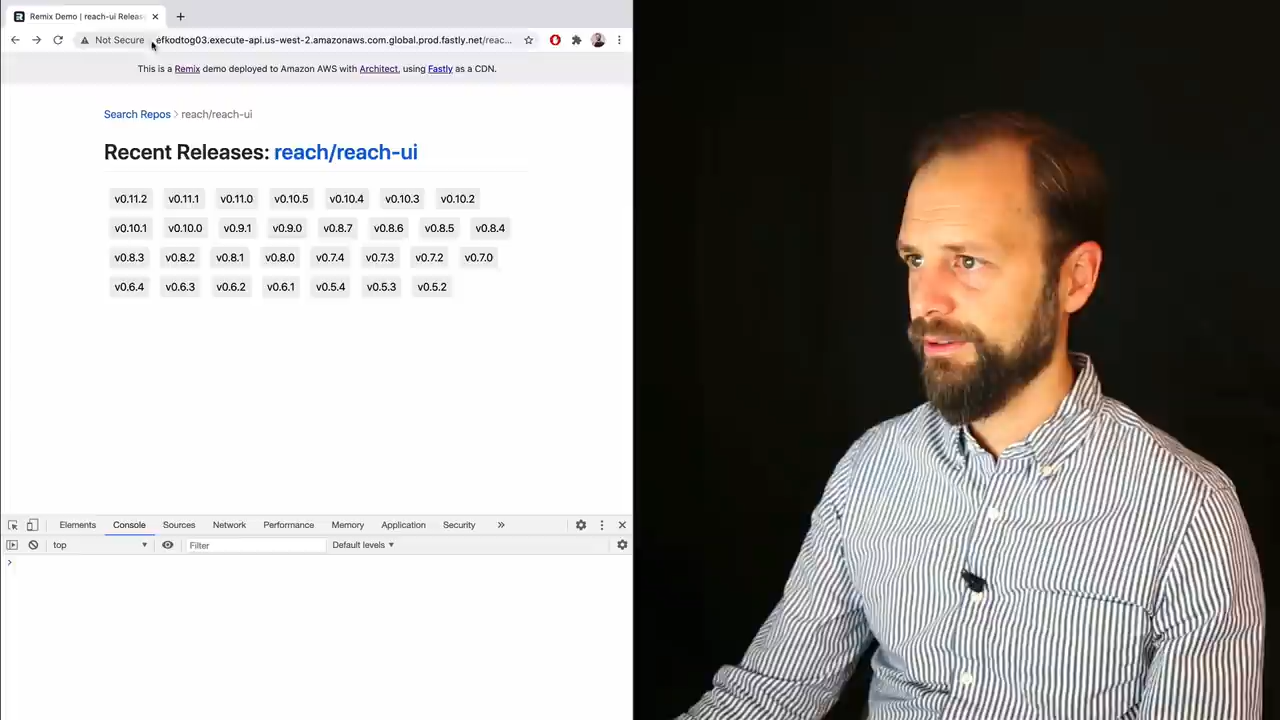 Remix Demo | reach-ui Releas
Not Secure
efkodtog03.execute-api.us-west-2.amazonaws.com.global.prod.fastly.net/reac...
This is a Remix demo deployed to Amazon AWS with Architect, using Fastly as a CDN.
Search Repos > reach/reach-ui
Recent Releases: reach/reach-ui
v0.11.2 v0.11.1 v0.11.0 v0.10.5 v0.10.4 v0.10.3 v0.10.2
v0.10.1 v0.10.0 v0.9.1 v0.9.0 v0.8.7 v0.8.6 v0.8.5 v0.8.4
v0.8.3 v0.8.2 v0.8.1 v0.8.0 v0.7.4 v0.7.3 v0.7.2 v0.7.0
v0.6.4 v0.6.3 v0.6.2 v0.6.1 v0.5.4 v0.5.3 v0.5.2
Elements Console Sources Network Performance Memory Application Security »
top Filter Default levels